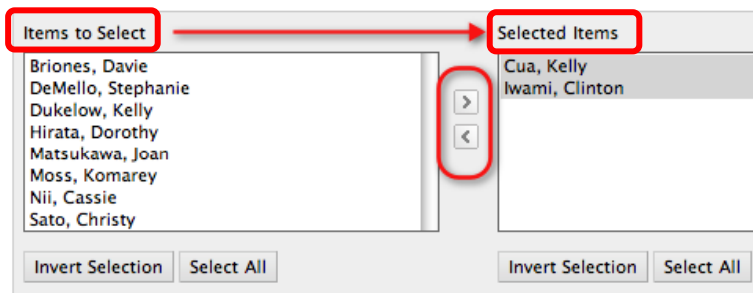 Items to Select
Selected Items
Briones, Davie
DeMello, Stephanie
Dukelow, Kelly
Hirata, Dorothy
Matsukawa, Joan
Moss, Komarey
Nii, Cassie
Sato, Christy
>
<
Cua, Kelly
Iwami, Clinton
Invert Selection
Select All
Invert Selection
Select All